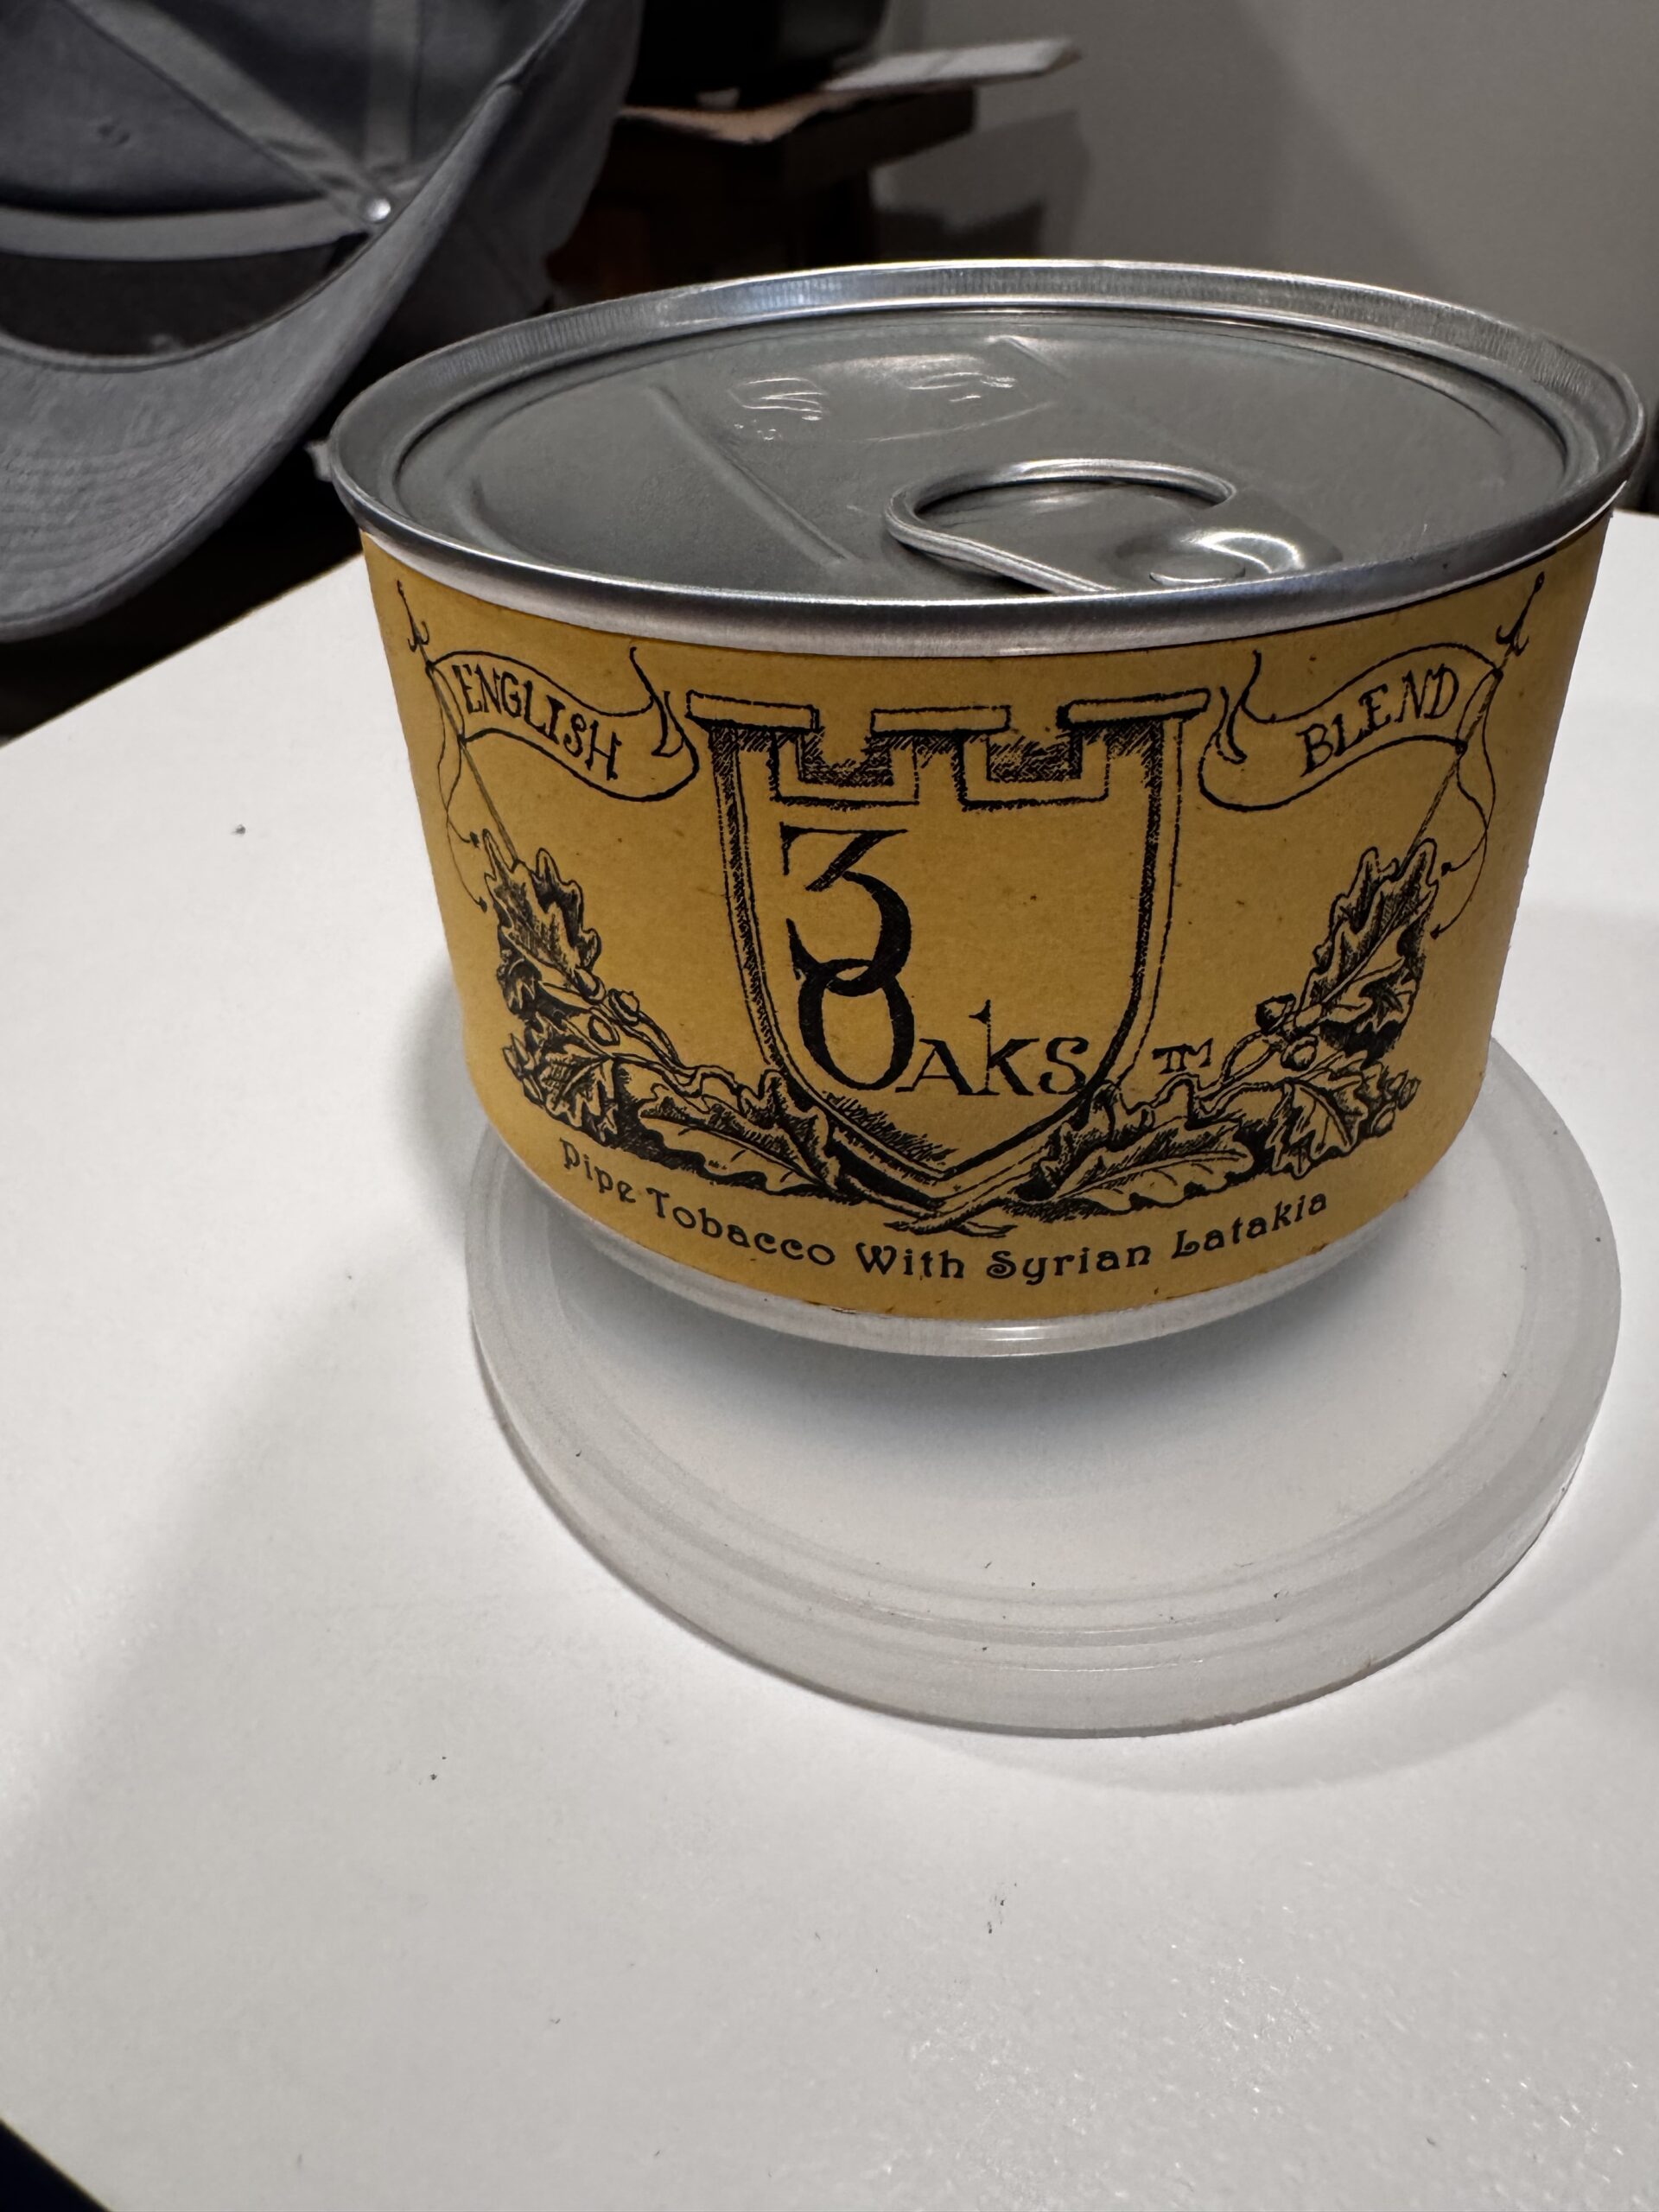 ENGLISH
BLEND
3
OAKS ™
Pipe Tobacco With Syrian Latakia